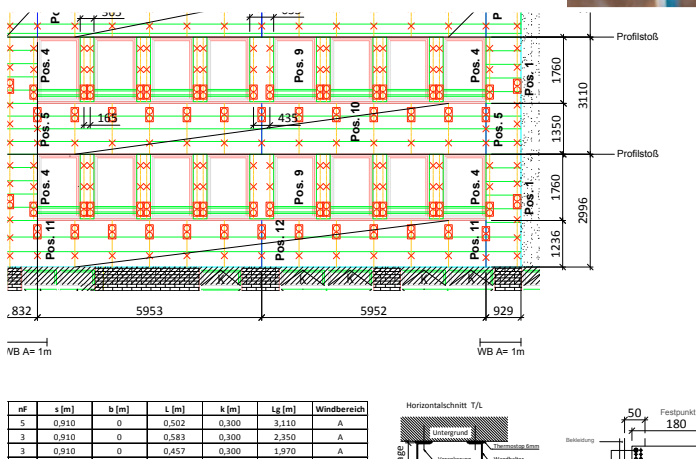 Profilstoß
Pos. 4
Pos. 9
Pos. 4
Pos. 1
1760
3110
Pos. 5
165
435
Pos. 10
Pos. 5
1350
Profilstoß
Pos. 4
Pos. 9
Pos. 4
Pos. 1
1760
2996
Pos. 11
Pos. 12
Pos. 11
1236
K K K K
832 5953 5952 929
WB A= 1m WB A= 1m
nF s [m] b [m] L [m] k [m] Lg [m] Windbereich
5 0,910 0 0,502 0,300 3,110 A
3 0,910 0 0,583 0,300 2,350 A
3 0,910 0 0,457 0,300 1,970 A
Horizontalschnitt T/L
Untergrund
Thermostop 6mm
50 Festpunkt
180
Bekleidung